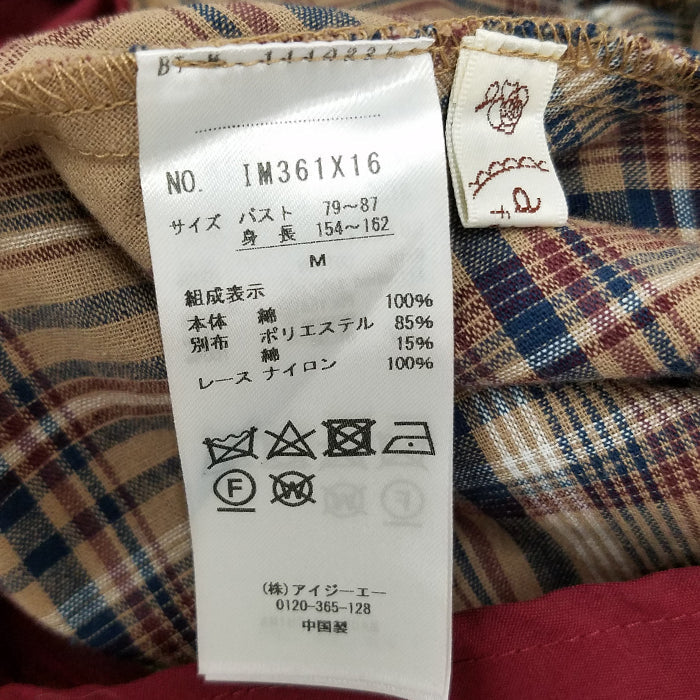 NO. IM361X16
サイズ バスト 79〜87
身長 154〜162
M
組成表示
本体 綿 100%
別布 ポリエステル 85%
綿 15%
レース ナイロン 100%
F
W
(株)アイジーエー
0120-365-128
中国製